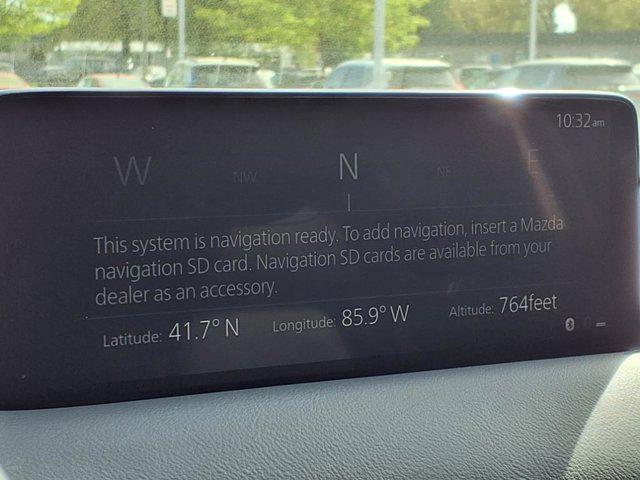 10:32am
W NW N NE E
This system is navigation ready. To add navigation, insert a Mazda
navigation SD card. Navigation SD cards are available from your
dealer as an accessory.
Latitude: 41.7° N Longitude: 85.9° W Altitude: 764feet